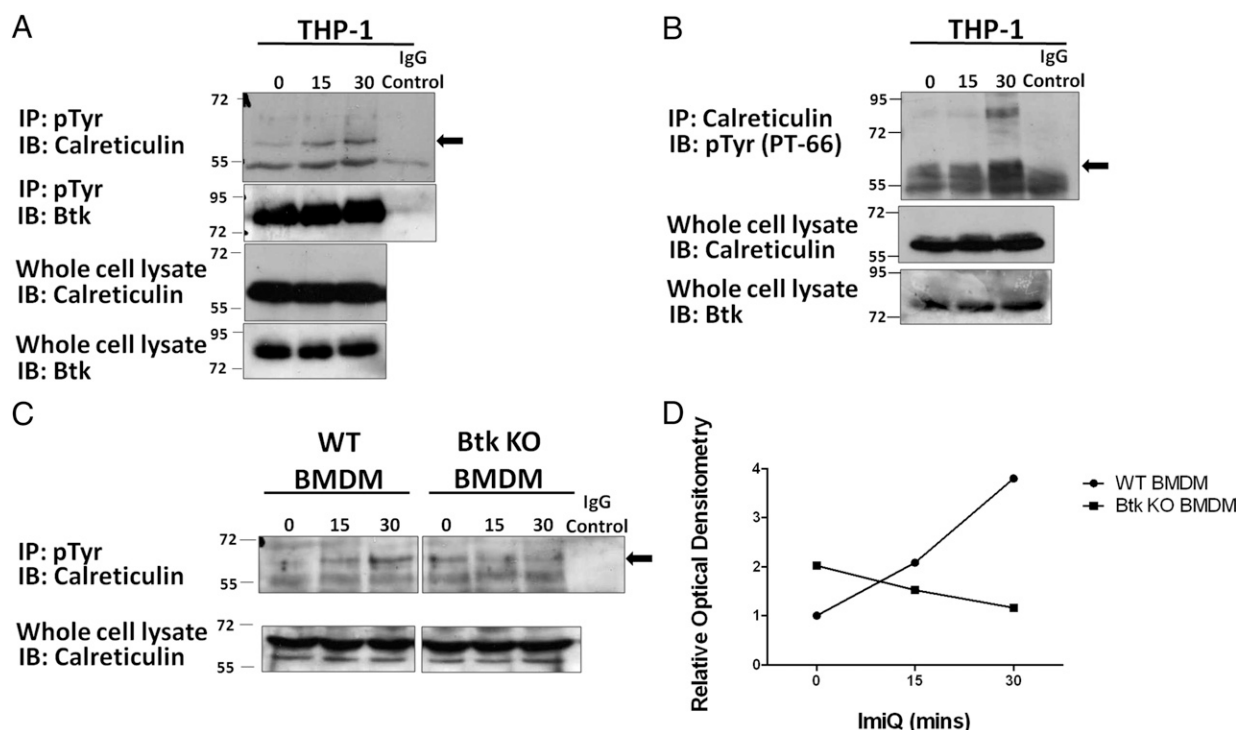 A
THP-1
IgG
0 15 30 Control
IP: pTyr
IB: Calreticulin
72
55
IP: pTyr
IB: Btk
95
72
Whole cell lysate
IB: Calreticulin
72
55
Whole cell lysate
IB: Btk
95
72
B
THP-1
IgG
0 15 30 Control
IP: Calreticulin
IB: pTyr (PT-66)
95
72
55
Whole cell lysate
IB: Calreticulin
72
55
Whole cell lysate
IB: Btk
95
72
C
WT
BMDM
Btk KO
BMDM
IgG
0 15 30 0 15 30 Control
IP: pTyr
IB: Calreticulin
72
55
Whole cell lysate
IB: Calreticulin
72
55
D
Relative Optical Densitometry
4
3
2
1
0
0 15 30
ImiQ (mins)
WT BMDM
Btk KO BMDM